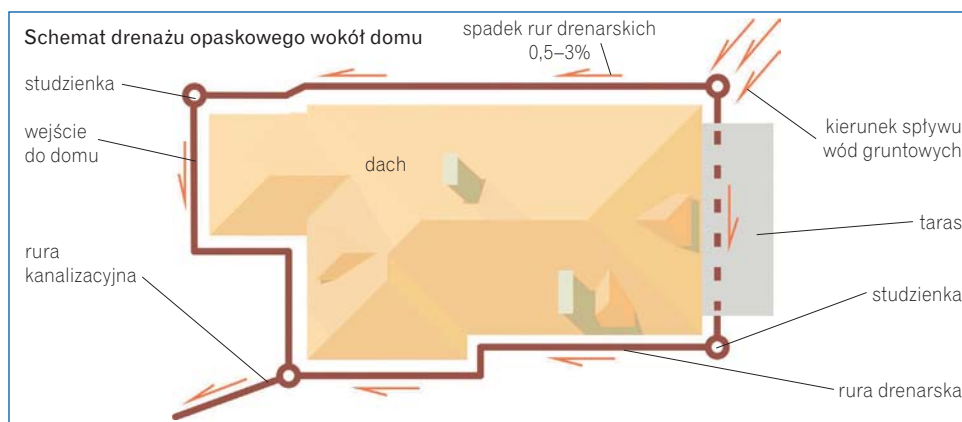 Schemat drenażu opaskowego wokół domu
spadek rur drenarskich
0,5–3%
studzienka
wejście
do domu
dach
kierunek spływu
wód gruntowych
taras
rura
kanalizacyjna
studzienka
rura drenarska